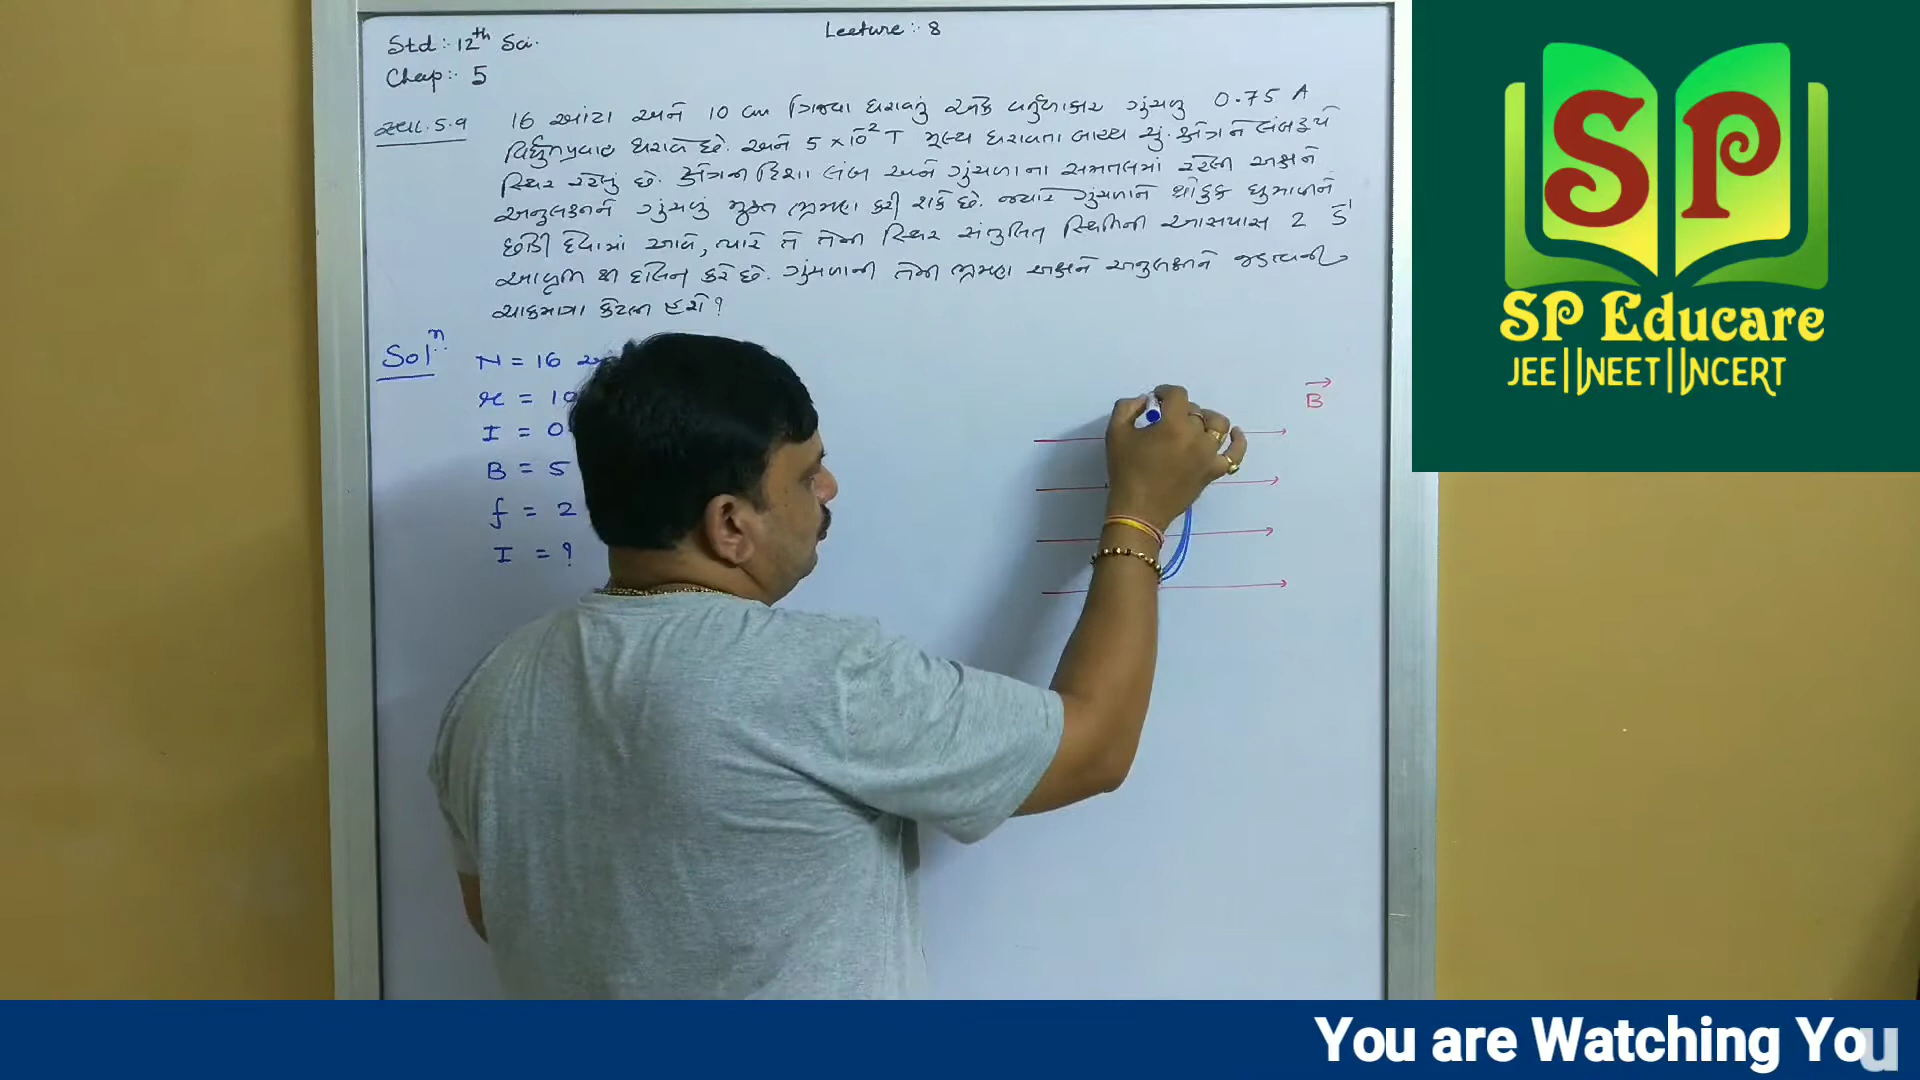 Lecture :- 8
Std :- 12th Sci.
Chap :- 5
સ્વા. 5.9 16 આંટા અને 10 cm ત્રિજ્યા ધરાવતું એક વર્તુળાકાર ગુંચળુ 0.75 A
વિદ્યુતપ્રવાહ ધરાવે છે. અને 5 × 10⁻² T મૂલ્ય ધરાવતા બાહ્ય ચું. ક્ષેત્રને લંબરૂપે
સ્થિર રહેલું છે. ક્ષેત્રની દિશા લંબ અને ગુંચળાના સમતલમાં રહેલી અક્ષને
અનુલક્ષીને ગુંચળું મુક્ત ભ્રમણ કરી શકે છે. જ્યારે ગુંચળાને થોડુંક ઘુમાવીને
છોડી દેવામાં આવે, ત્યારે તે તેની સ્થિર સંતુલિત સ્થિતિની આસપાસ 2 S⁻¹
આવૃત્તિ થી દોલિત કરે છે. ગુંચળાની તેની ભ્રમણ અક્ષને અનુલક્ષીને જડત્વની
ચાકમાત્રા કેટલી હશે ?
Solⁿ :- N = 16
r = 10
I = 0
B = 5
f = 2
I = ?
B
SP
SP Educare
JEE||NEET||NCERT
You are Watching You